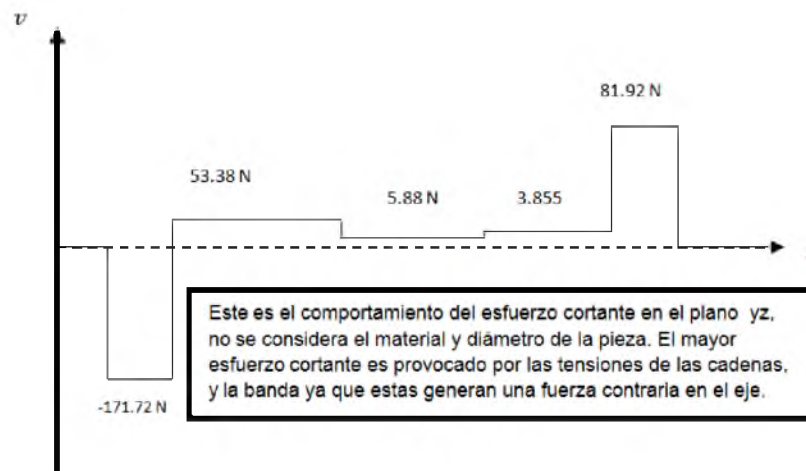 v
81.92 N
53.38 N
5.88 N
3.855
Este es el comportamiento del esfuerzo cortante en el plano yz,
no se considera el material y diámetro de la pieza. El mayor
esfuerzo cortante es provocado por las tensiones de las cadenas,
y la banda ya que estas generan una fuerza contraria en el eje.
-171.72 N